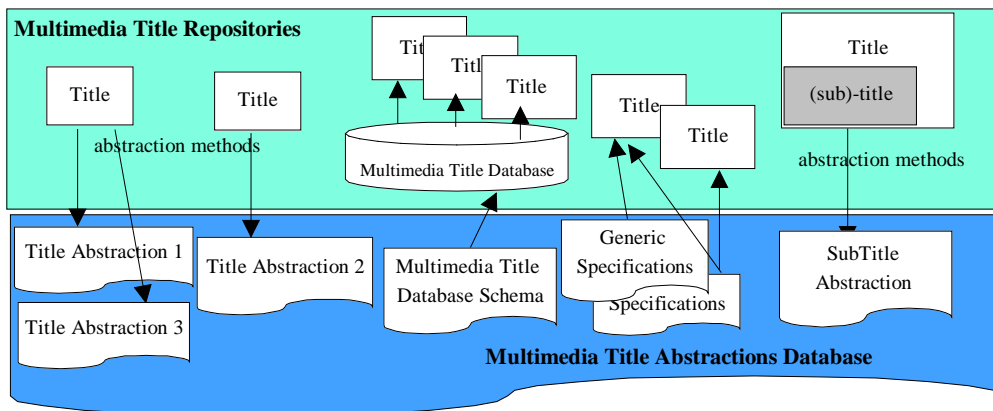 Multimedia Title Repositories
Title
Title
Title
Title
Title
Title
Title
Title
(sub)-title
abstraction methods
abstraction methods
Multimedia Title Database
Title Abstraction 1
Title Abstraction 2
Title Abstraction 3
Multimedia Title
Database Schema
Generic
Specifications
Specifications
SubTitle
Abstraction
Multimedia Title Abstractions Database